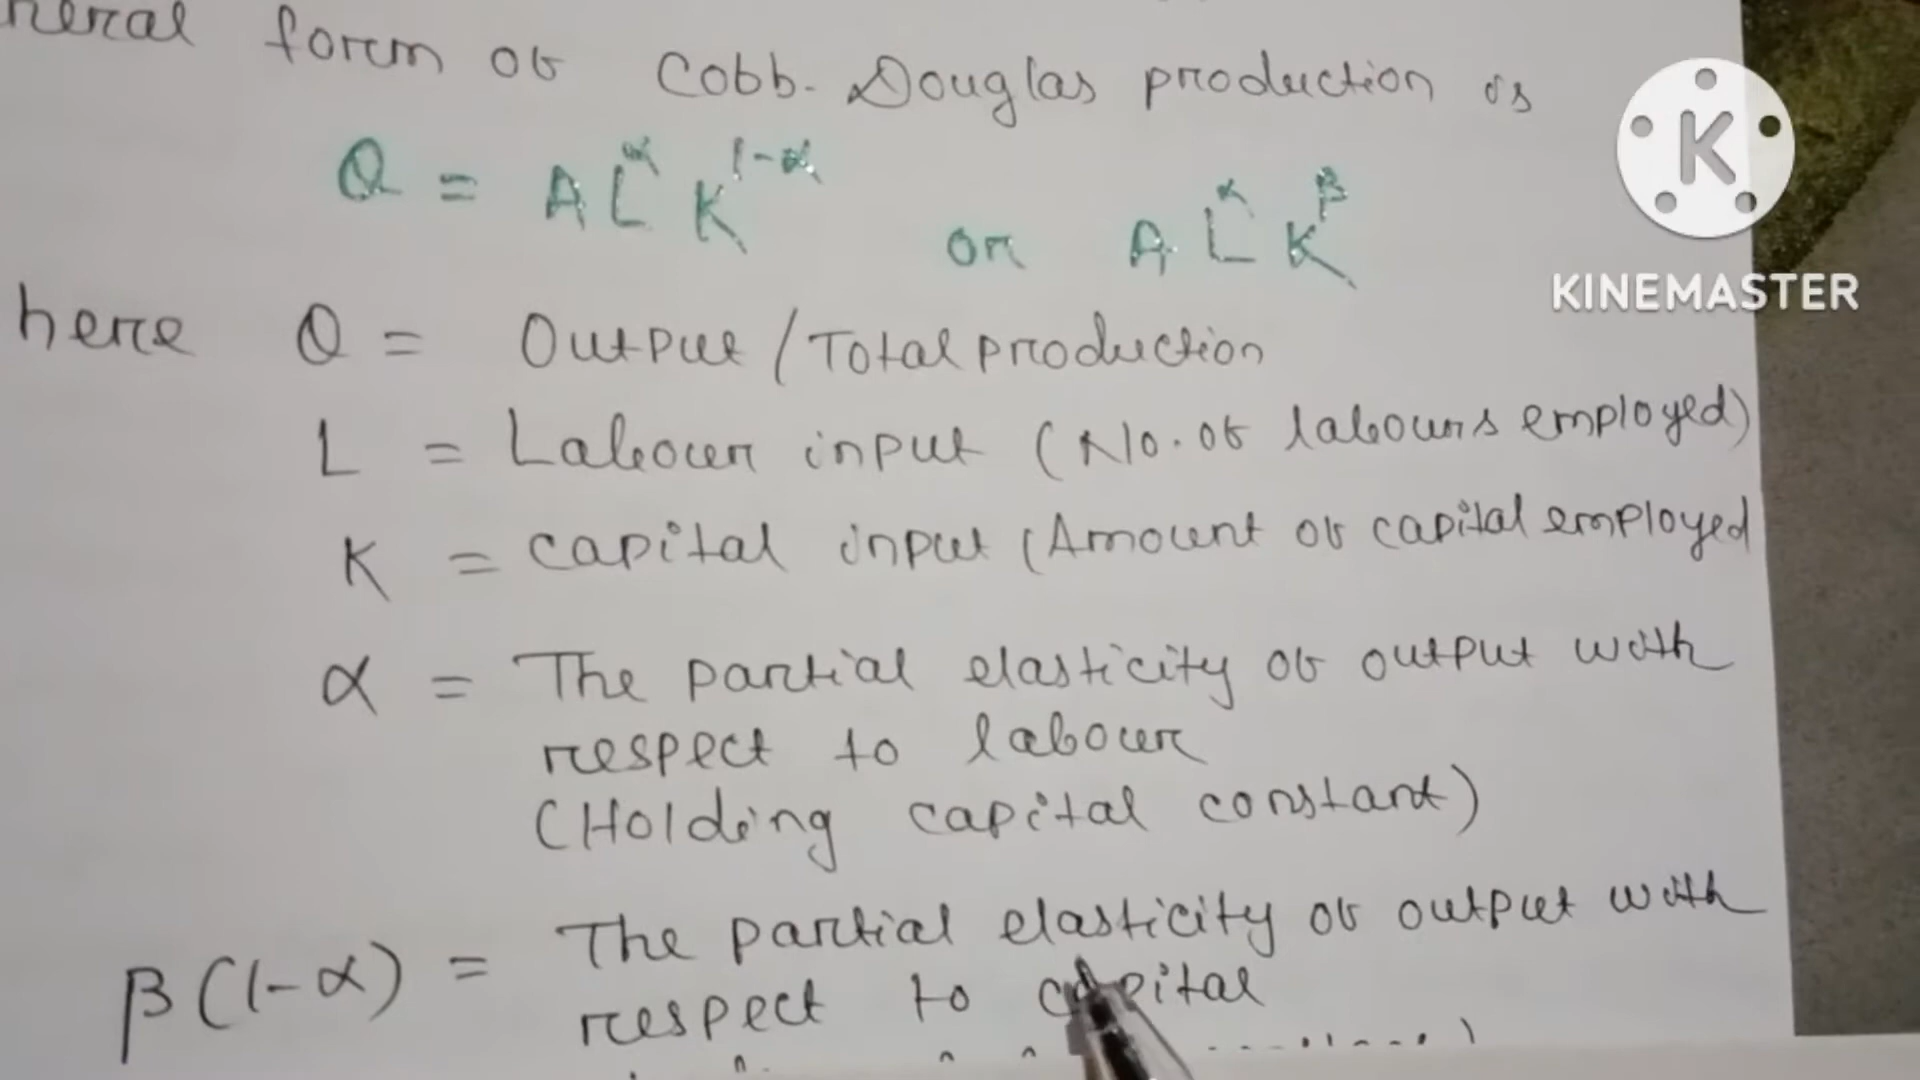 form of Cobb-Douglas production is
Q = A L^α K^1-α or A L^α K^β
here Q = Output / Total production
L = Labour input (No. of labours employed)
K = capital input (Amount of capital employed
α = The partial elasticity of output with
respect to labour
(Holding capital constant)
β (1-α) = The partial elasticity of output with
respect to capital
K
KINEMASTER